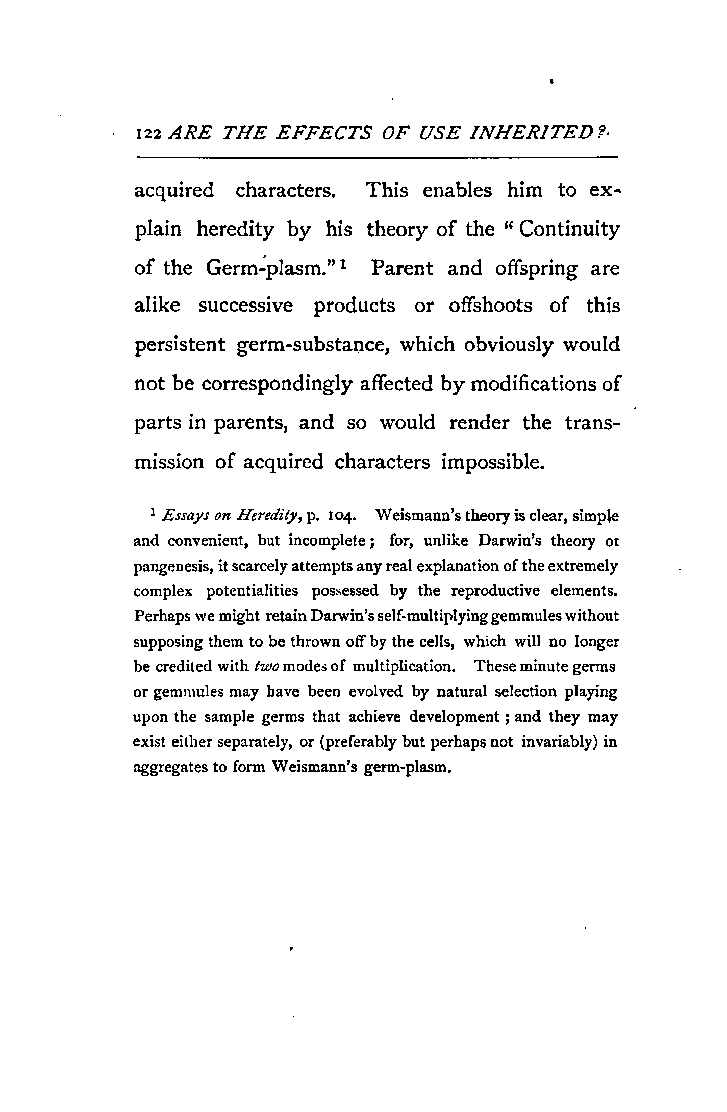 122 ARE THE EFFECTS OF USE INHERITED?
acquired characters. This enables him to ex-
plain heredity by his theory of the “ Continuity
of the Germ-plasm.” 1 Parent and offspring are
alike successive products or offshoots of this
persistent germ-substance, which obviously would
not be correspondingly affected by modifications of
parts in parents, and so would render the trans-
mission of acquired characters impossible.
1 Essays on Heredity, p. 104. Weismann’s theory is clear, simple
and convenient, but incomplete ; for, unlike Darwin’s theory ot
pangenesis, it scarcely attempts any real explanation of the extremely
complex potentialities possessed by the reproductive elements.
Perhaps we might retain Darwin’s self-multiplying gemmules without
supposing them to be thrown off by the cells, which will no longer
be credited with two modes of multiplication. These minute germs
or gemmules may have been evolved by natural selection playing
upon the sample germs that achieve development ; and they may
exist either separately, or (preferably but perhaps not invariably) in
aggregates to form Weismann’s germ-plasm.